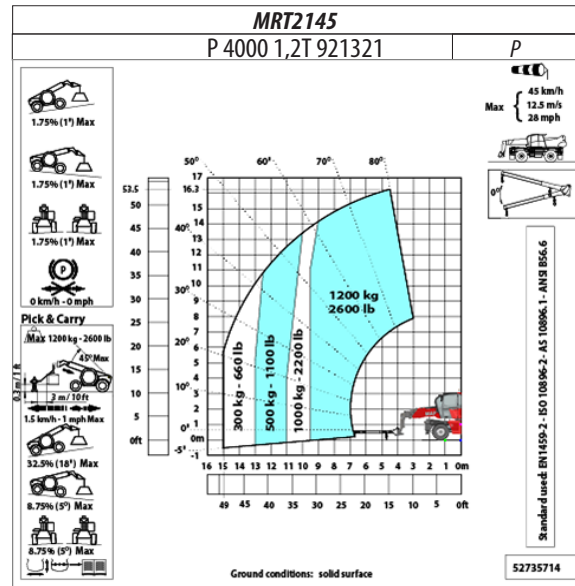 MRT2145
P 4000 1,2T 921321
P
1.75% (1°) Max
1.75% (1°) Max
1.75% (1°) Max
P
0 km/h - 0 mph
Pick & Carry
Max 1200 kg - 2600 lb
45° Max
0.3 m / 1 ft
3 m / 10 ft
1.5 km/h - 1 mph Max
32.5% (18°) Max
8.75% (5°) Max
8.75% (5°) Max
Max
45 km/h
12.5 m/s
28 mph
0°
50° 60° 70° 80°
40°
30°
20°
10°
0°
-5°
53.5
50
45
40
35
30
25
20
15
10
5
0ft
17
16.3
15
14
13
11
10
9
8
7
6
5
4
3
2
1
0m
-1
300 kg - 660 lb
500 kg - 1100 lb
1000 kg - 2200 lb
1200 kg
2600 lb
16 15 14 13 12 11 10 9 8 7 6 5 4 3 2 1 0m
49 45 40 35 30 25 20 15 10 5 0ft
Standard used: EN1459-2 - ISO 10896-2 - AS 10896.1 - ANSI B56.6
Ground conditions: solid surface
52735714